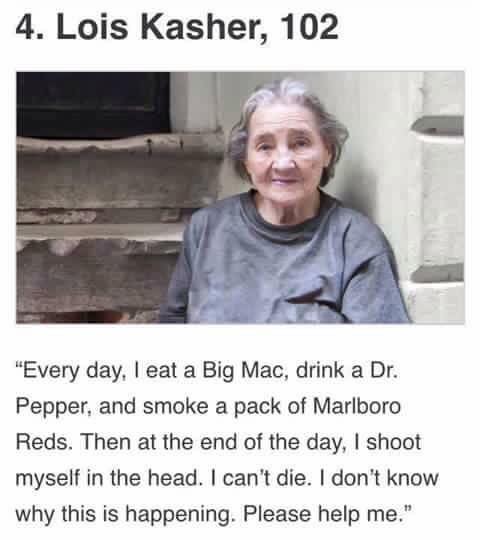 4. Lois Kasher, 102
“Every day, I eat a Big Mac, drink a Dr.
Pepper, and smoke a pack of Marlboro
Reds. Then at the end of the day, I shoot
myself in the head. I can’t die. I don’t know
why this is happening. Please help me.”